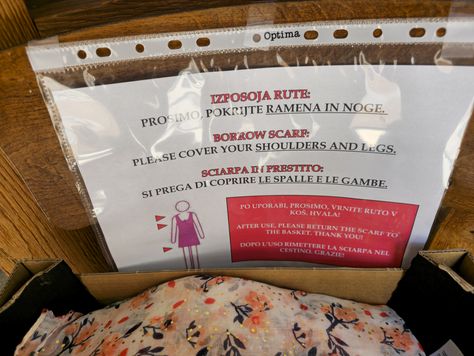 Optima
IZPOSOJA RUTE:
PROSIMO, POKRIJTE RAMENA IN NOGE.
BORROW SCARF:
PLEASE COVER YOUR SHOULDERS AND LEGS.
SCIARPA IN PRESTITO:
SI PREGA DI COPRIRE LE SPALLE E LE GAMBE.
PO UPORABI, PROSIMO, VRNITE RUTO V
KOŠ. HVALA!
AFTER USE, PLEASE RETURN THE SCARF TO
THE BASKET. THANK YOU!
DOPO L'USO RIMETTERE LA SCIARPA NEL
CESTINO, GRAZIE!